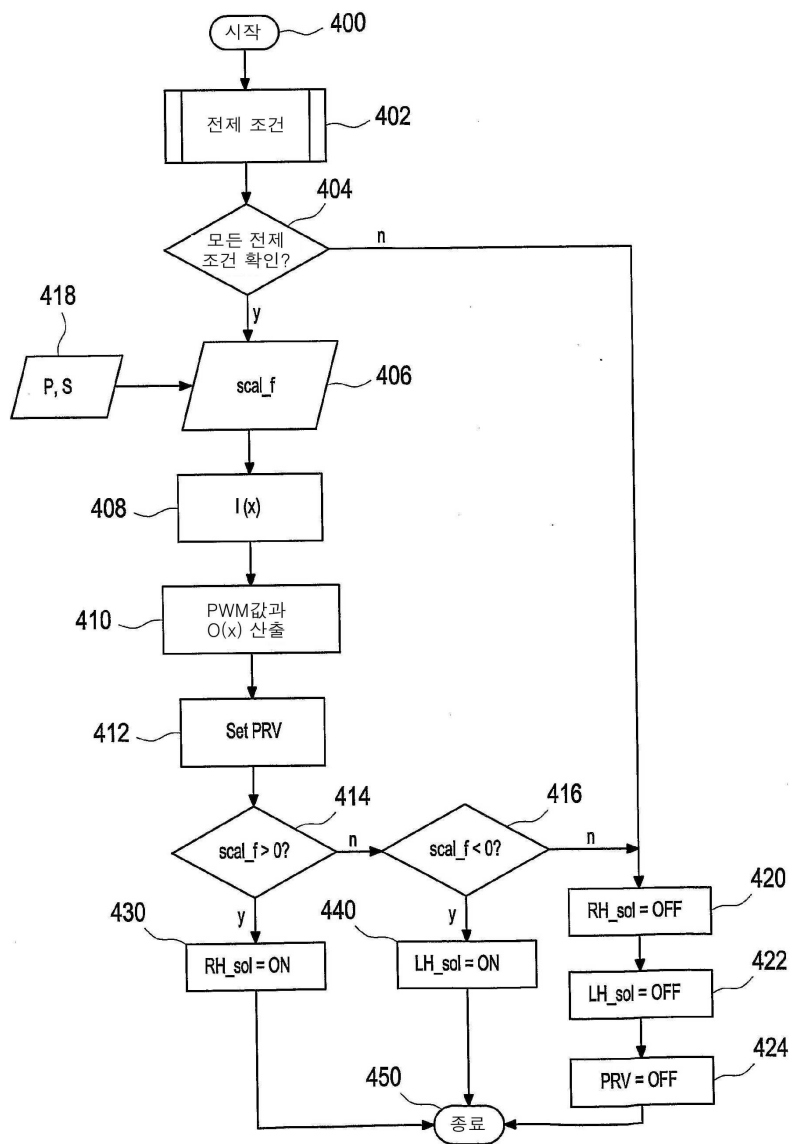 시작
400
전제 조건
402
404
모든 전제
조건 확인?
n
y
418
P, S
scal_f
406
408
I (x)
410
PWM값과
O(x) 산출
412
Set PRV
414
scal_f > 0?
n
416
scal_f < 0?
n
y
y
430
RH_sol = ON
440
LH_sol = ON
RH_sol = OFF
420
LH_sol = OFF
422
PRV = OFF
424
450
종료